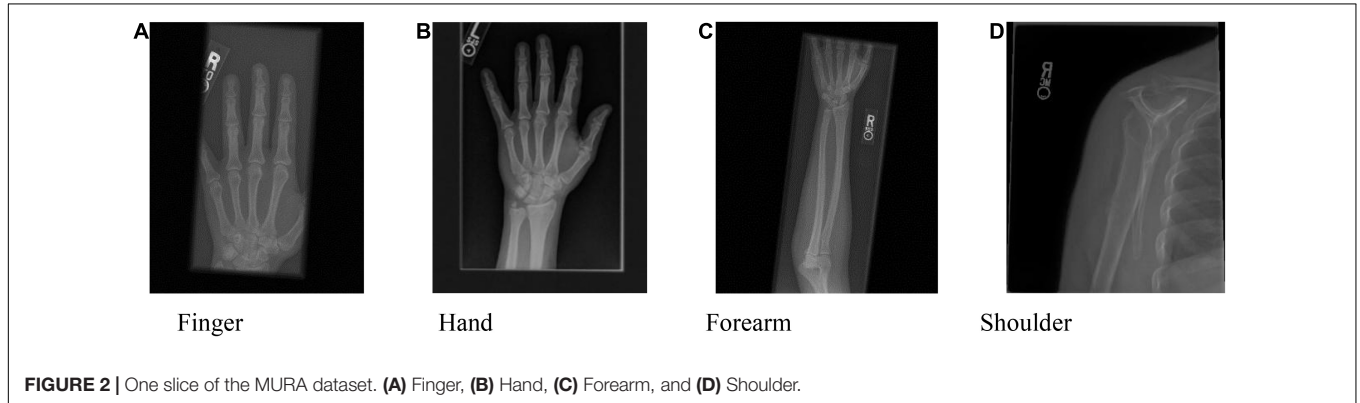 A
B
C
D
R
L
R
R
Finger
Hand
Forearm
Shoulder
FIGURE 2 | One slice of the MURA dataset. (A) Finger, (B) Hand, (C) Forearm, and (D) Shoulder.